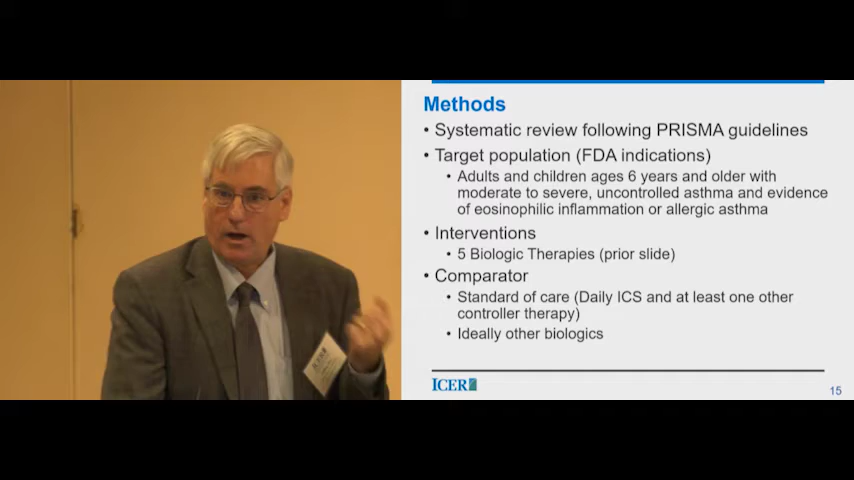 Methods
• Systematic review following PRISMA guidelines
• Target population (FDA indications)
• Adults and children ages 6 years and older with
moderate to severe, uncontrolled asthma and evidence
of eosinophilic inflammation or allergic asthma
• Interventions
• 5 Biologic Therapies (prior slide)
• Comparator
• Standard of care (Daily ICS and at least one other
controller therapy)
• Ideally other biologics
ICER
15
ICER